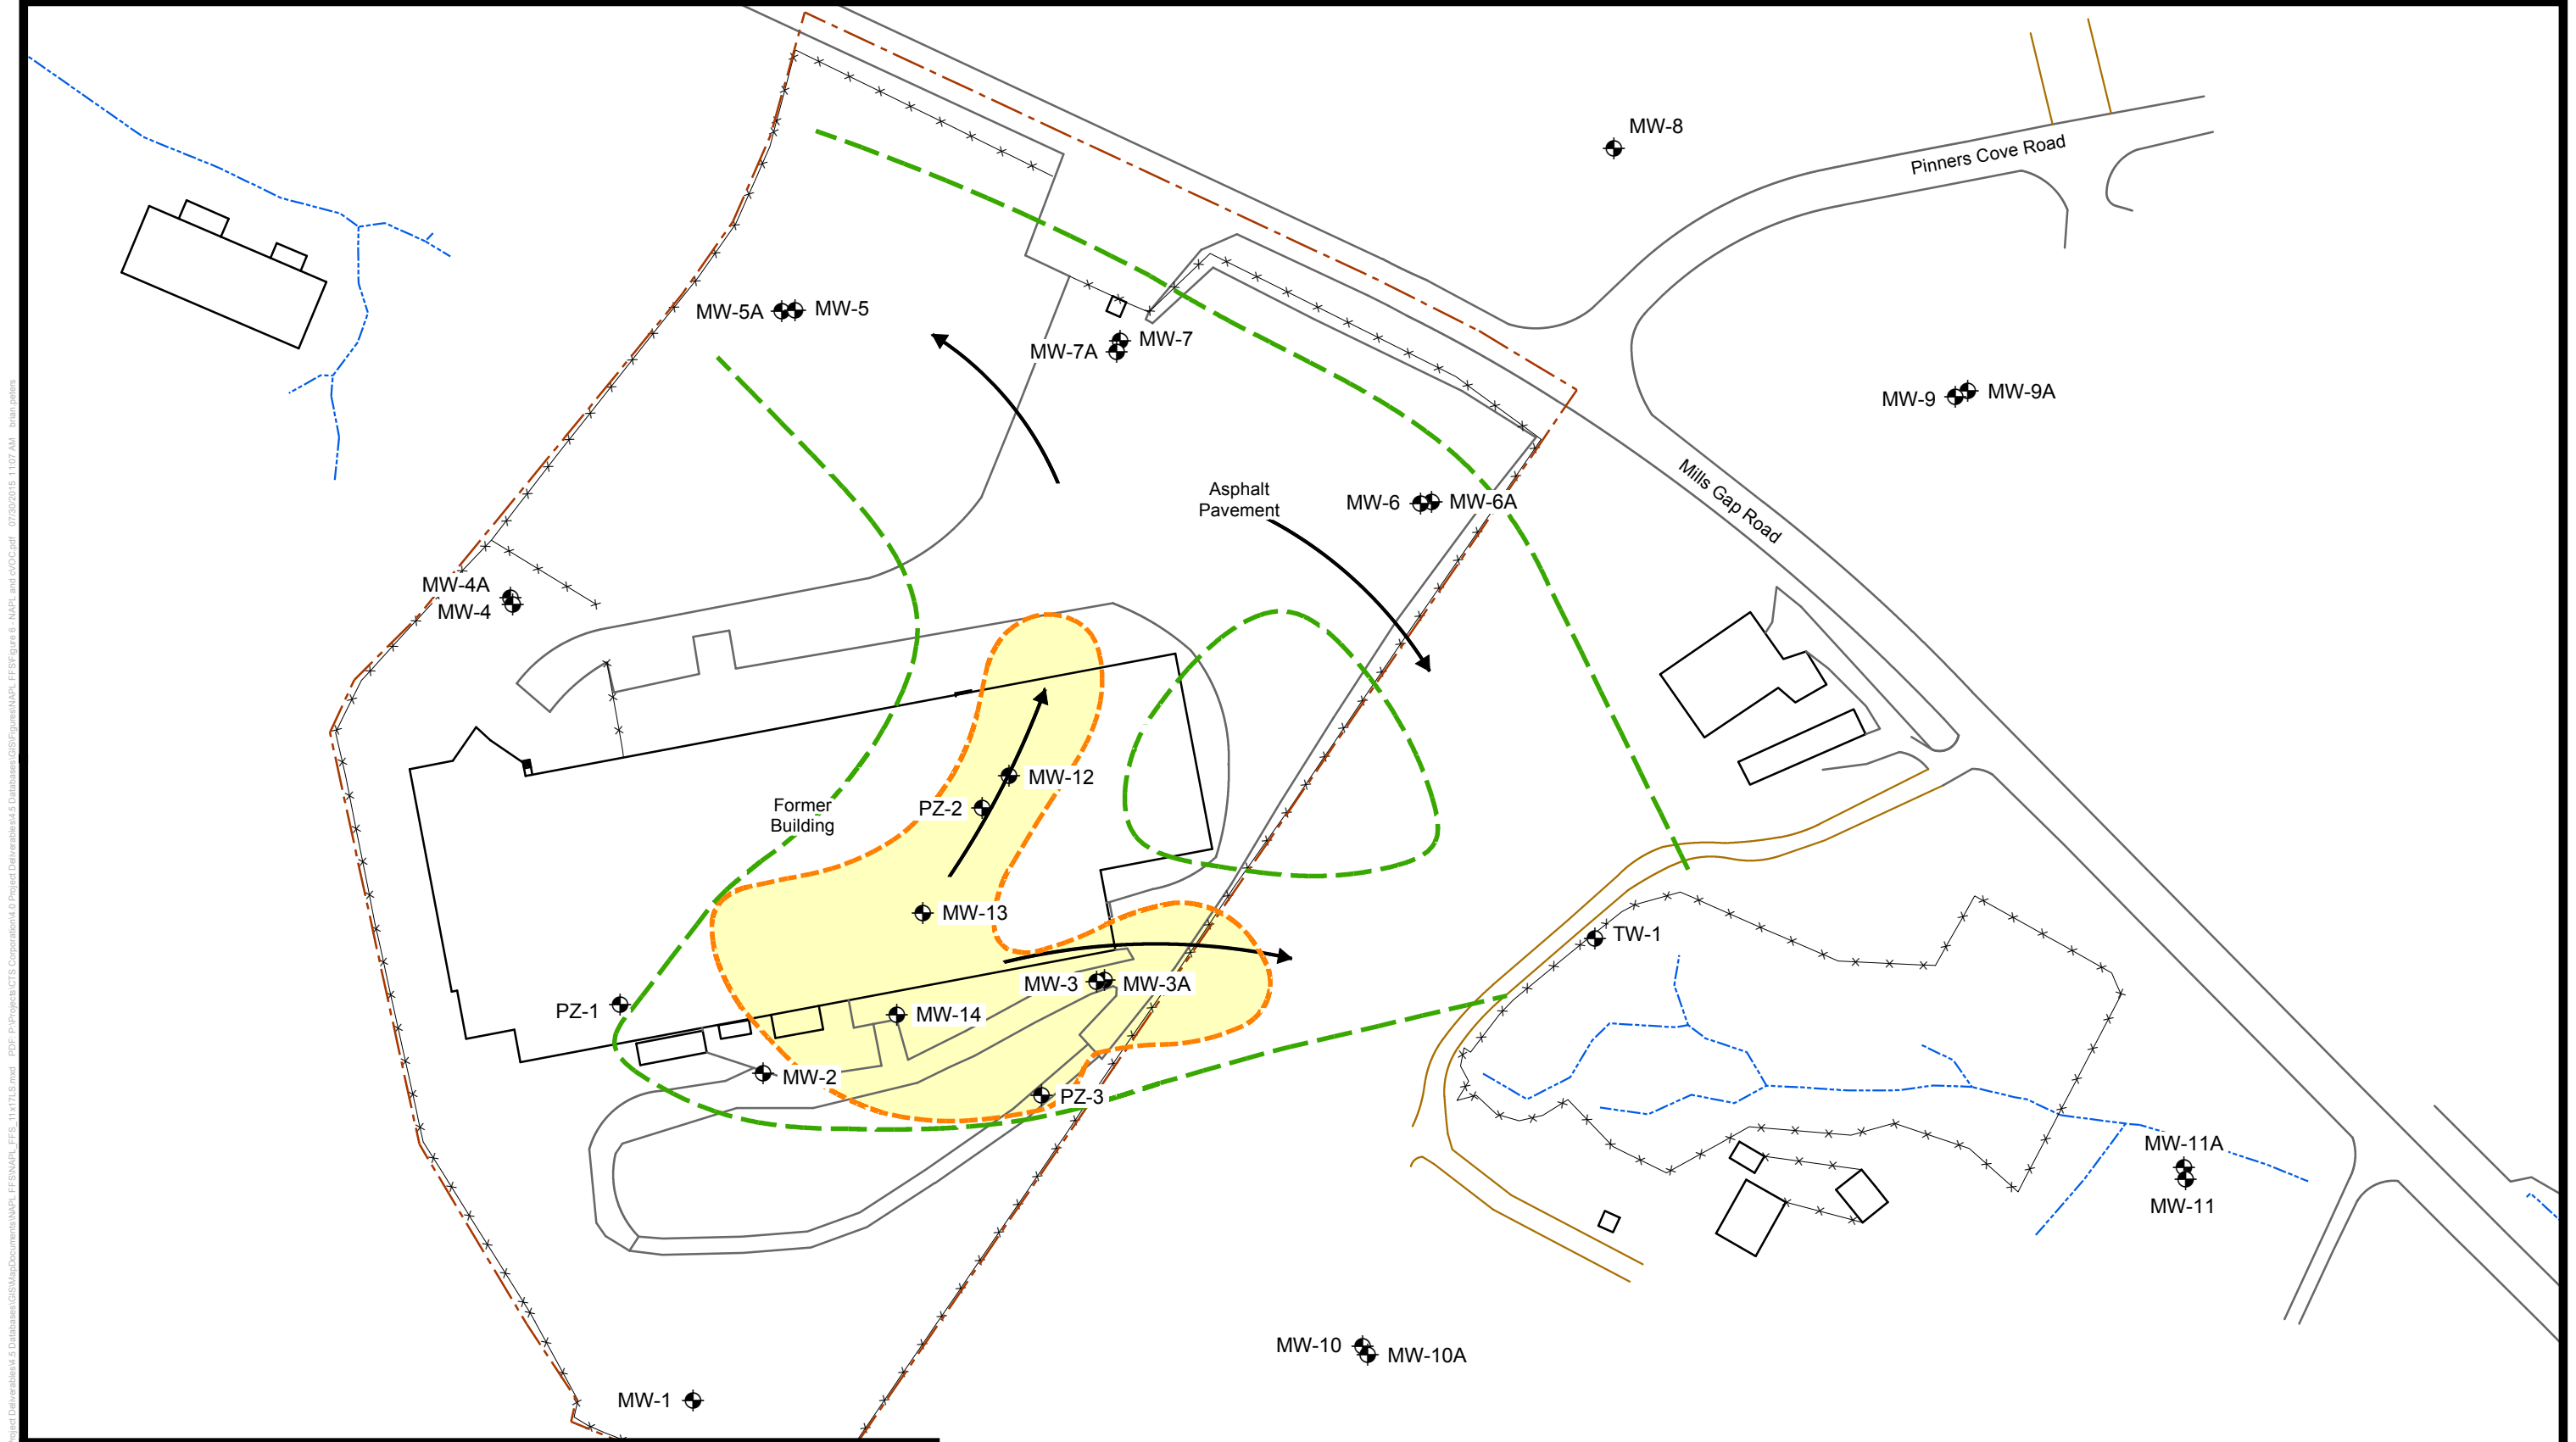 MW-8
Pinners Cove Road
MW-5A
MW-5
MW-7
MW-7A
MW-9
MW-9A
Mills Gap Road
Asphalt
Pavement
MW-6
MW-6A
MW-4A
MW-4
MW-12
PZ-2
Former
Building
MW-13
TW-1
MW-3
MW-3A
PZ-1
MW-14
MW-2
PZ-3
MW-11A
MW-11
MW-10
MW-10A
MW-1